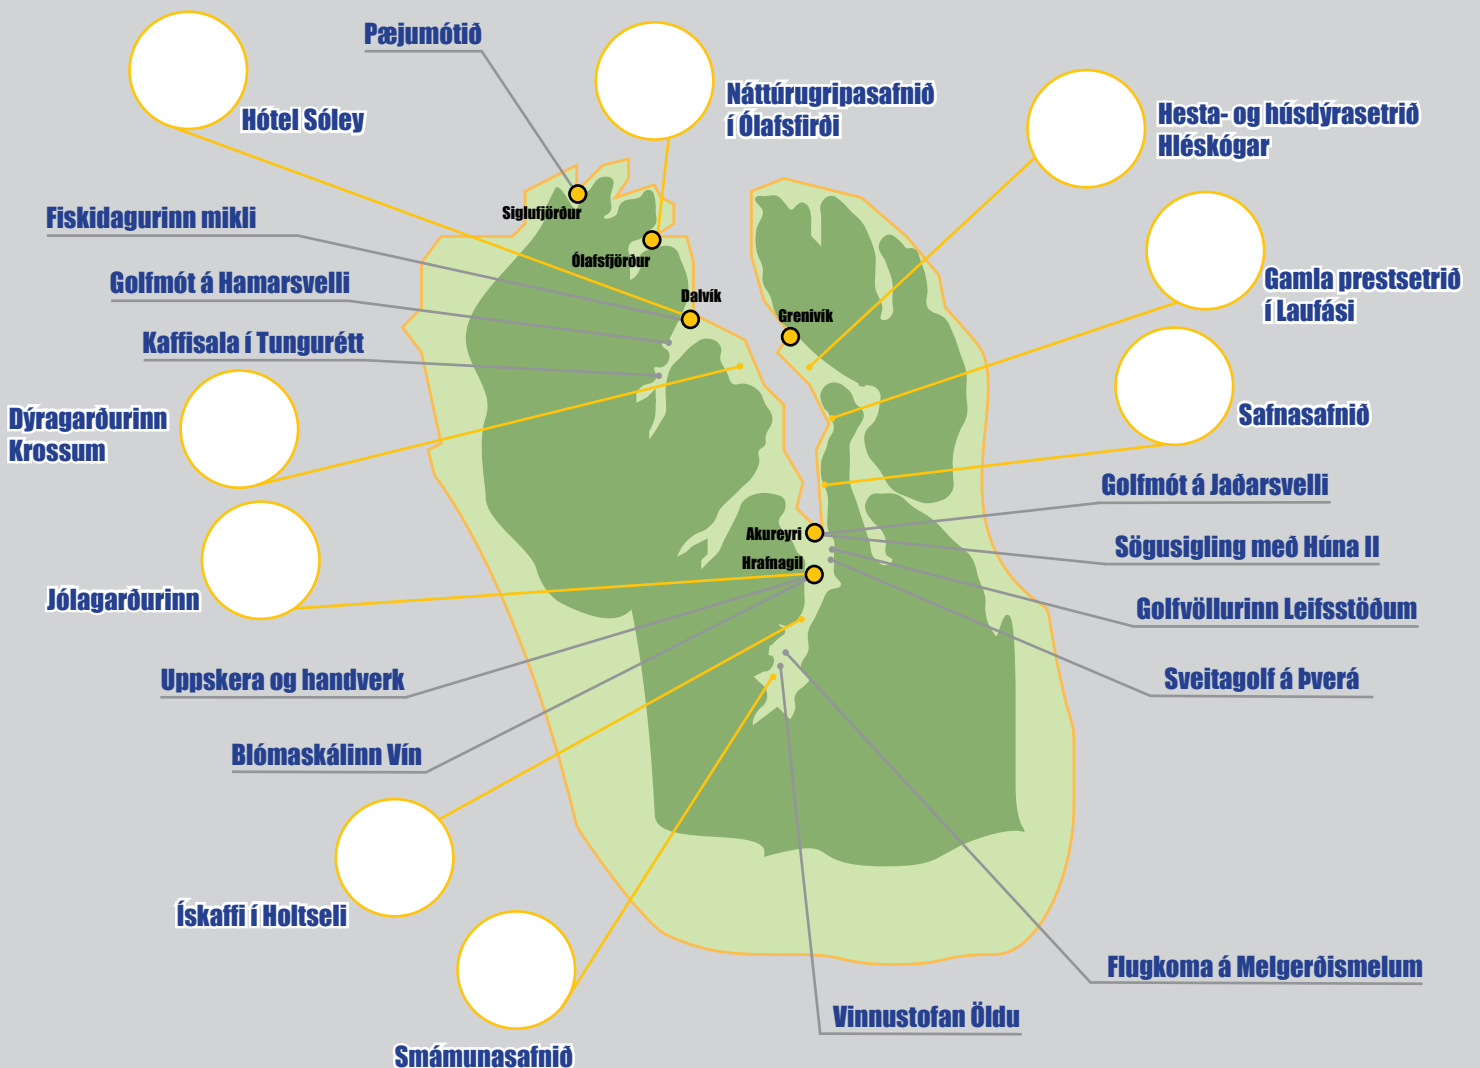 Pæjumótið
Náttúrugripasafnið
í Ólafsfirði
Hesta- og húsdýrasetrið
Hléskógar
Hótel Sóley
Siglufjörður
Fiskidagurinn mikli
Ólafsfjörður
Golfmót á Hamarsvelli
Dalvík
Grenivík
Gamla prestsetrið
í Laufási
Kaffisala í Tungurétt
Dýragarðurinn
Krossum
Safnasafnið
Golfmót á Jaðarsvelli
Akureyri
Sögusigling með Húna II
Hrafnagil
Jólagarðurinn
Golfvöllurinn Leifsstöðum
Uppskera og handverk
Sveitagolf á Þverá
Blómaskálinn Vín
Ískaffi í Holtseli
Flugkoma á Melgerðismelum
Vinnustofan Öldu
Smámunasafnið